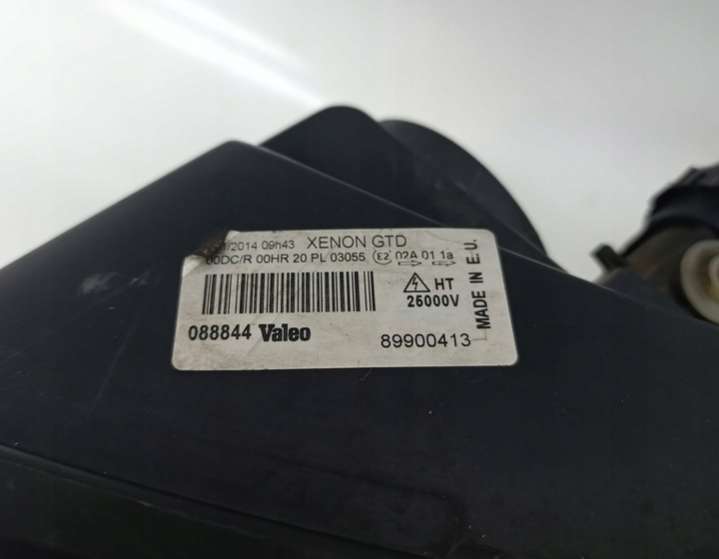 /2014 09h43 XENON GTD
00DC/R 00HR 20 PL 03055 E2 02A 01 1a
HT
25000V
MADE IN E.U.
088844 Valeo
89900413